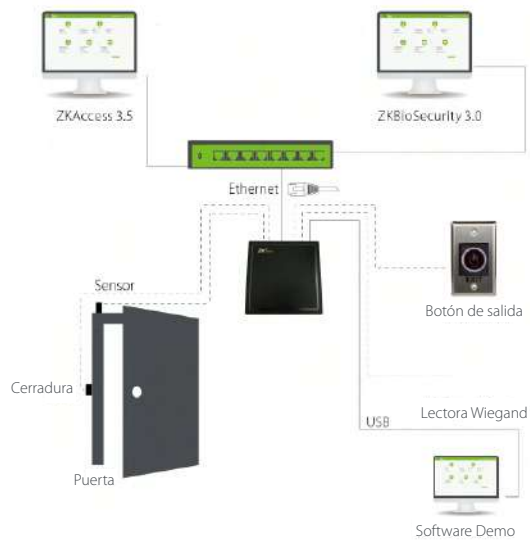 ZKAccess 3.5
ZKBioSecurity 3.0
Ethernet
Sensor
Botón de salida
Cerradura
Lectora Wiegand
USB
Puerta
Software Demo